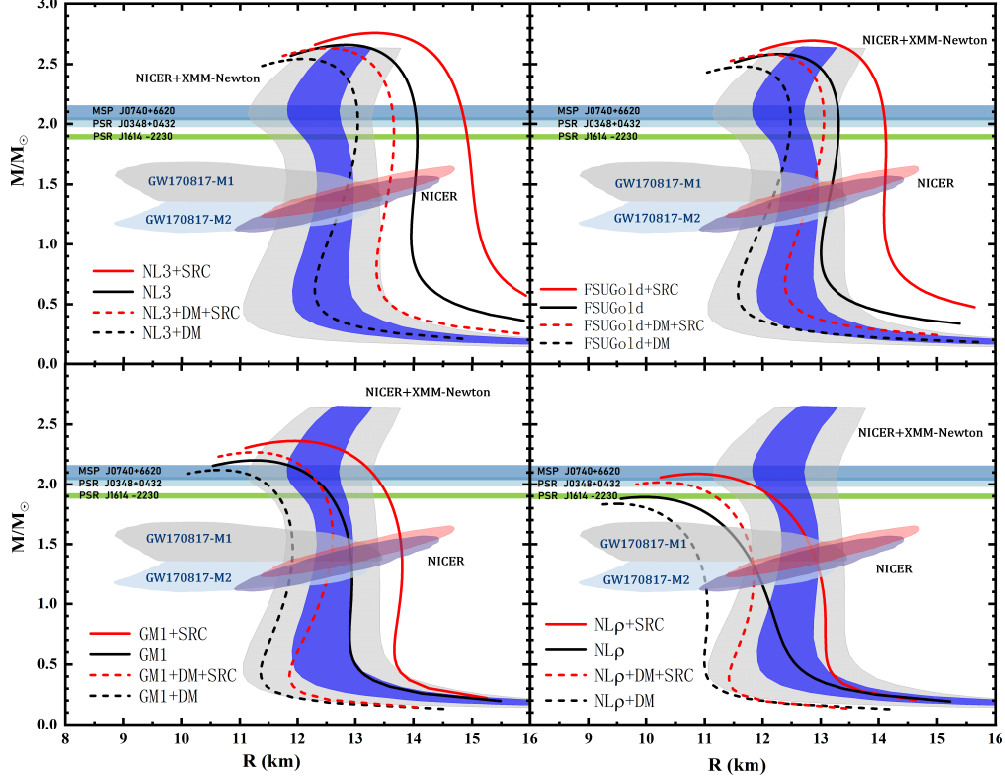 3.0
2.5
2.0
1.5
1.0
0.5
0.0
M/M⊙
NICER+XMM-Newton
MSP J0740+6620
PSR J0348+0432
PSR J1614-2230
GW170817-M1
GW170817-M2
NICER
NL3+SRC
NL3
NL3+DM+SRC
NL3+DM
NICER+XMM-Newton
MSP J0740+6620
PSR J0348+0432
PSR J1614-2230
GW170817-M1
GW170817-M2
NICER
FSUGold+SRC
FSUGold
FSUGold+DM+SRC
FSUGold+DM
2.5
2.0
1.5
1.0
0.5
0.0
M/M⊙
NICER+XMM-Newton
MSP J0740+6620
PSR J0348+0432
PSR J1614-2230
GW170817-M1
GW170817-M2
NICER
GM1+SRC
GM1
GM1+DM+SRC
GM1+DM
8 9 10 11 12 13 14 15 16
R (km)
NICER+XMM-Newton
MSP J0740+6620
PSR J0348+0432
PSR J1614-2230
GW170817-M1
GW170817-M2
NICER
NLρ+SRC
NLρ
NLρ+DM+SRC
NLρ+DM
9 10 11 12 13 14 15 16
R (km)